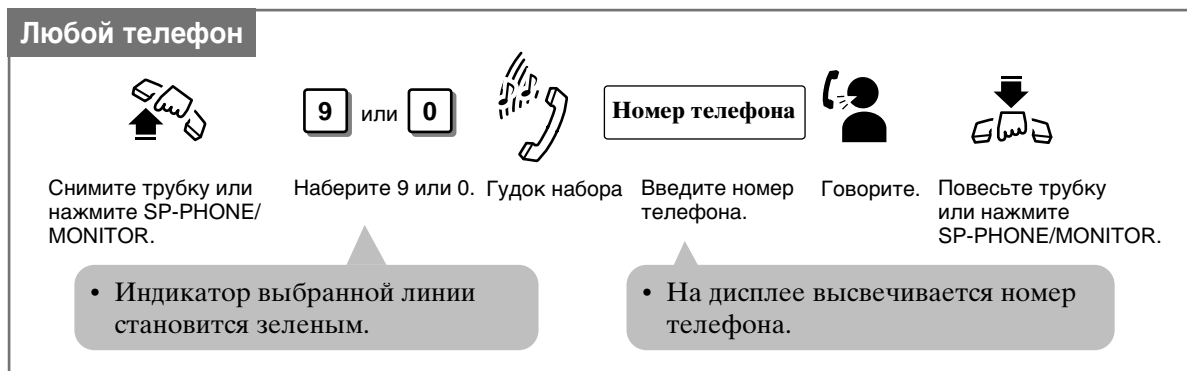 Любой телефон
9 или 0
Номер телефона
Снимите трубку или
нажмите SP-PHONE/
MONITOR.
Наберите 9 или 0.
Гудок набора
Введите номер
телефона.
Говорите.
Повесьте трубку
или нажмите
SP-PHONE/MONITOR.
• Индикатор выбранной линии
становится зеленым.
• На дисплее высвечивается номер
телефона.